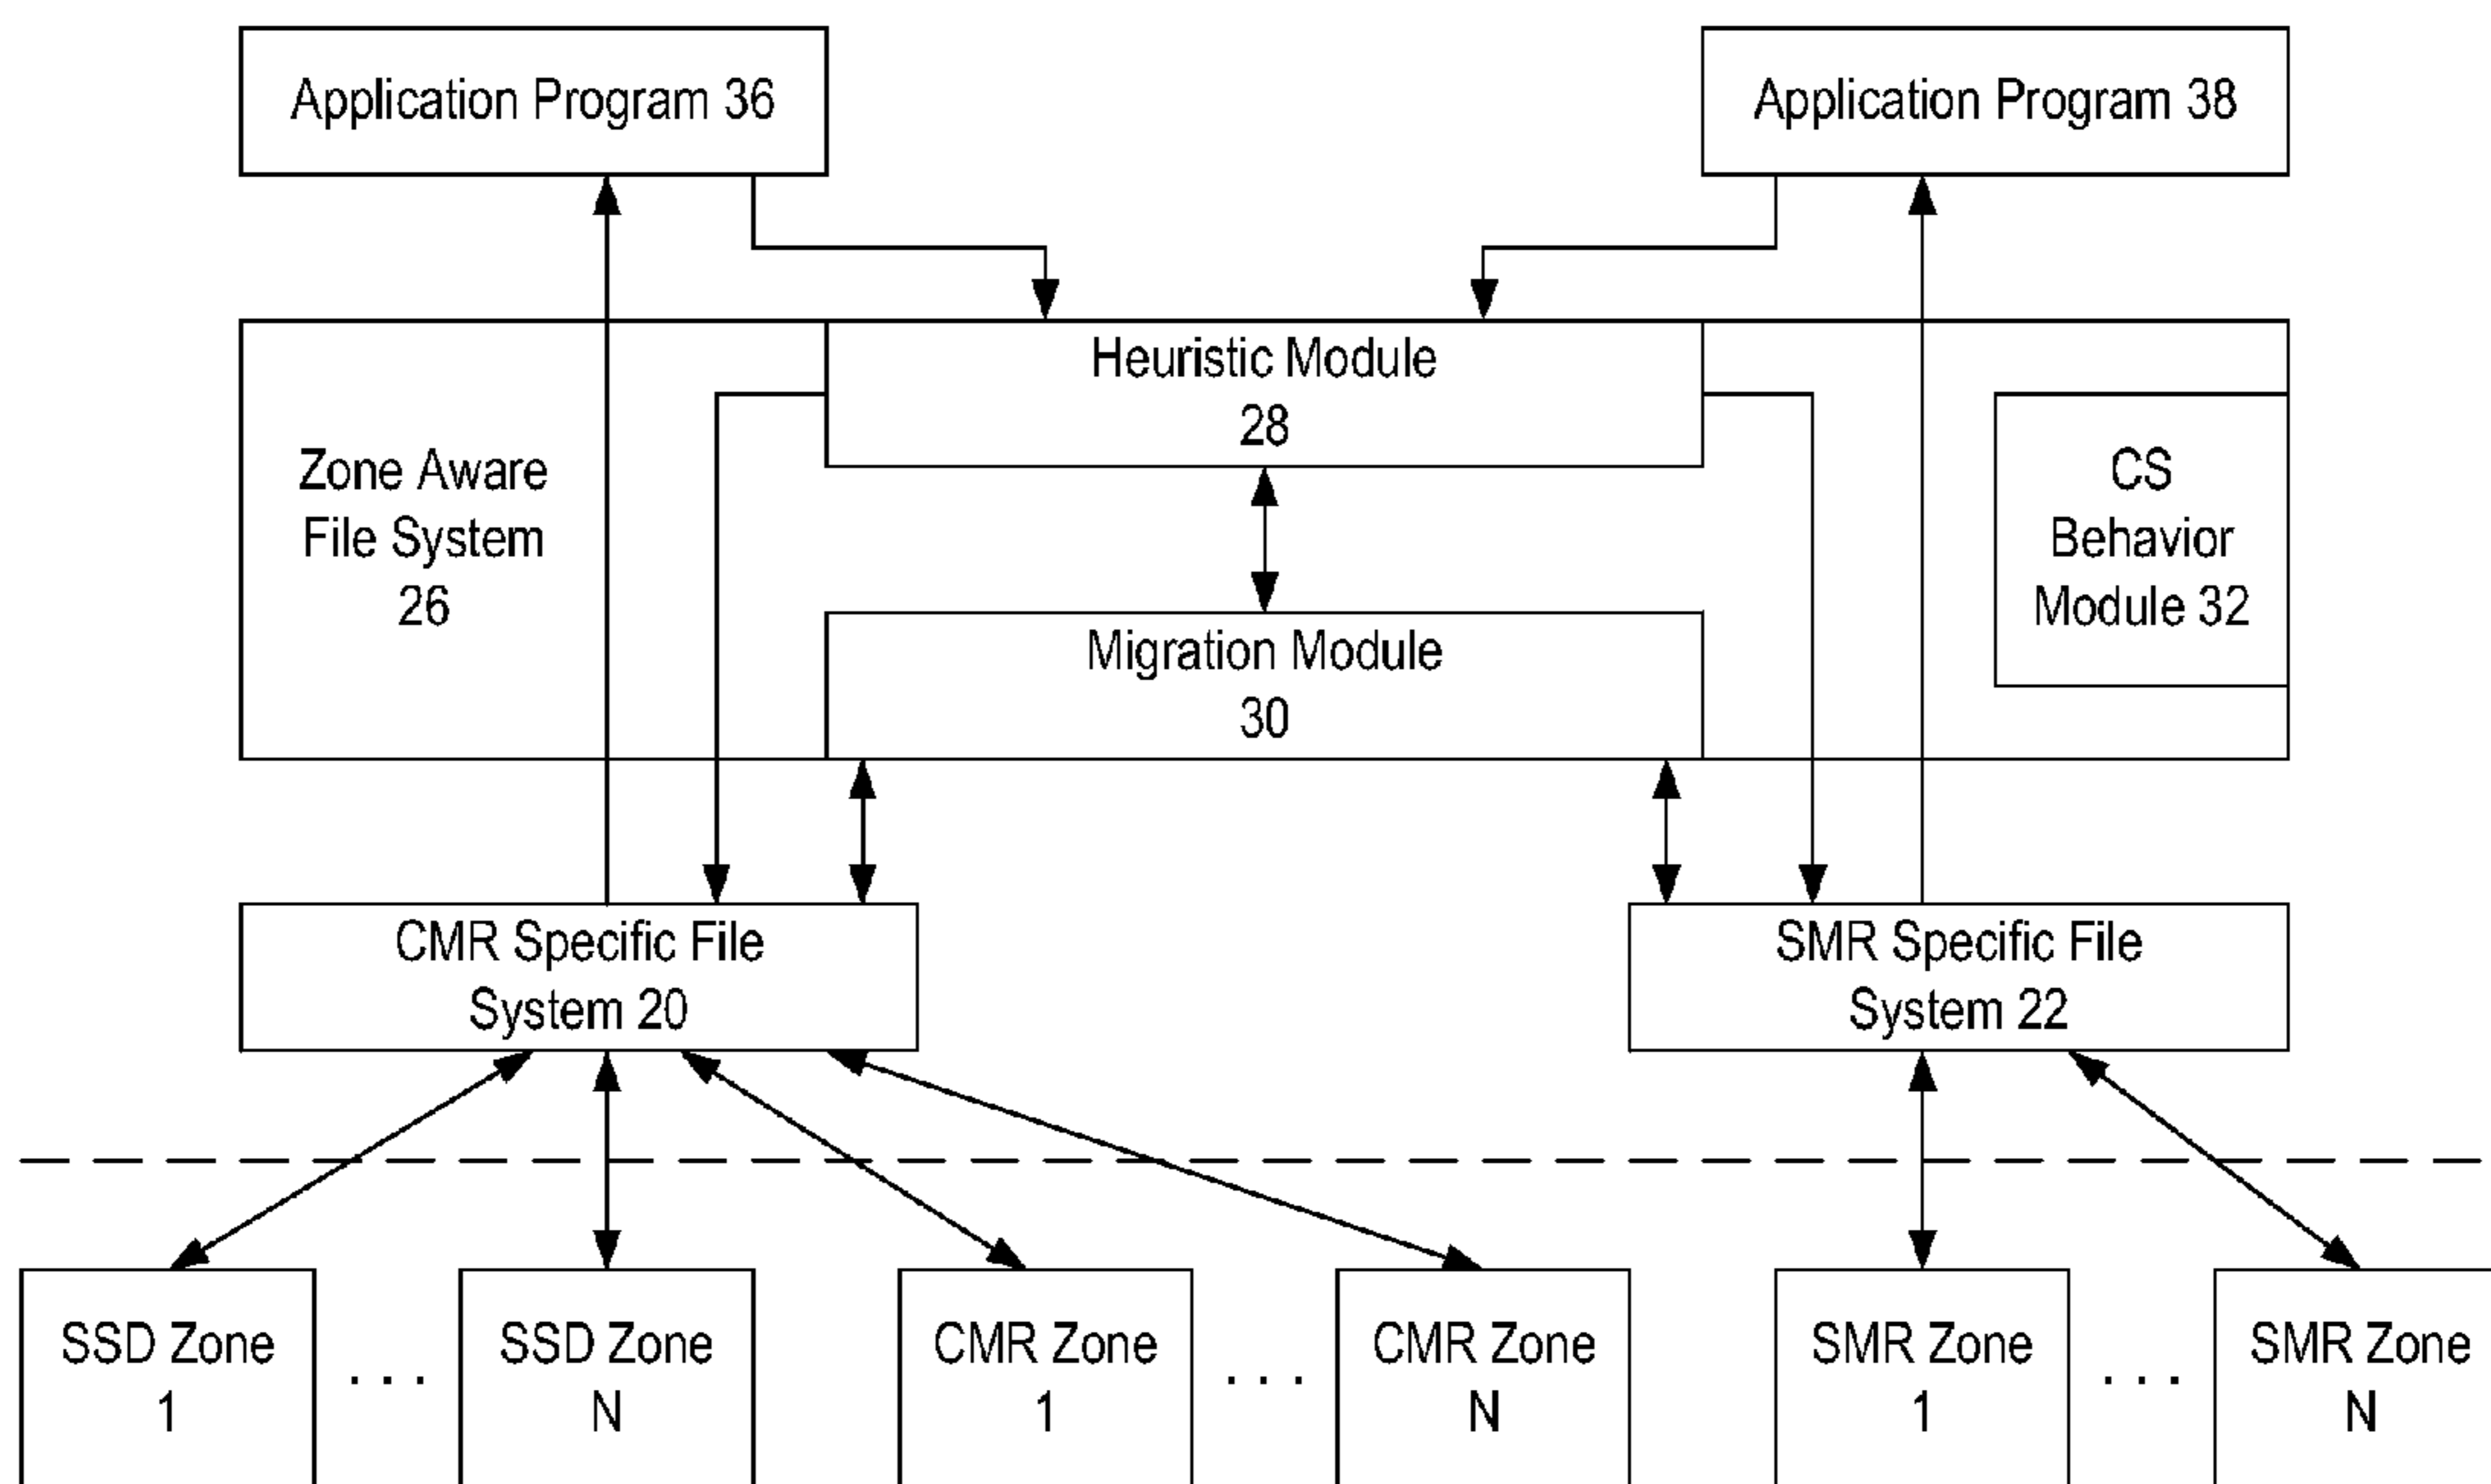 Application Program 36
Application Program 38
Heuristic Module
28
Zone Aware
File System
26
CS
Behavior
Module 32
Migration Module
30
CMR Specific File
System 20
SMR Specific File
System 22
SSD Zone
1
. . .
SSD Zone
N
CMR Zone
1
. . .
CMR Zone
N
SMR Zone
1
. . .
SMR Zone
N